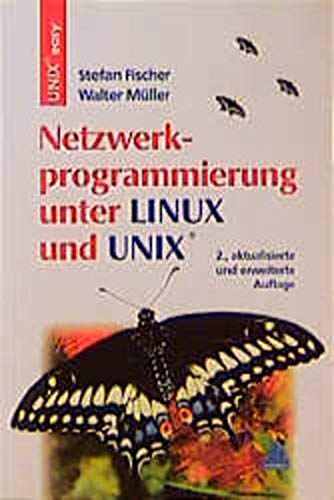 UNIX easy
Stefan Fischer
Walter Müller
Netzwerk-
programmierung
unter LINUX
und UNIX®
2., aktualisierte
und erweiterte
Auflage